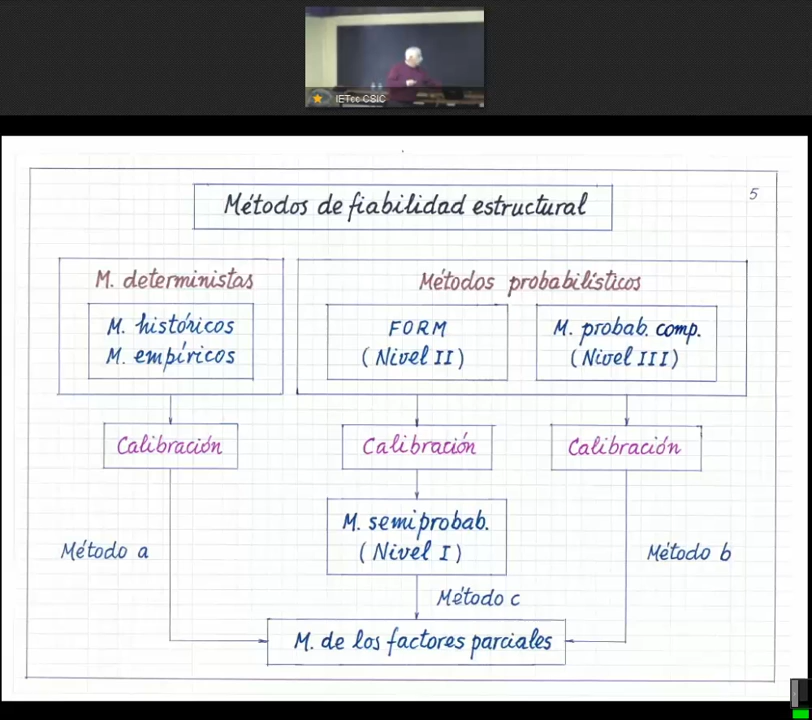 IETcc CSIC
5
Métodos de fiabilidad estructural
M. deterministas
M. históricos
M. empíricos
Métodos probabilísticos
FORM
(Nivel II)
M. probab. comp.
(Nivel III)
Calibración
Calibración
Calibración
M. semiprobab.
(Nivel I)
Método a
Método b
Método c
M. de los factores parciales